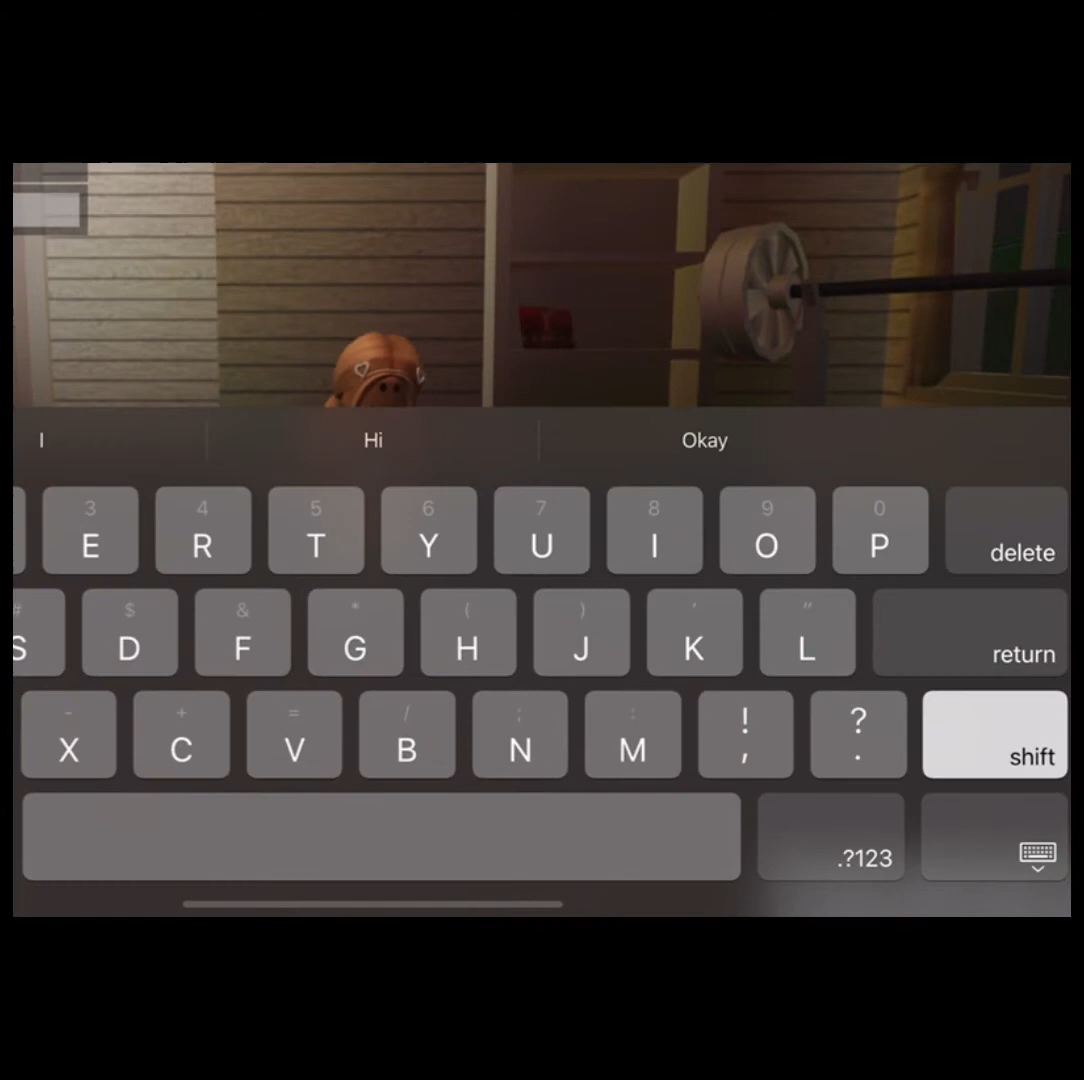 I Hi Okay
3 4 5 6 7 8 9 0
E R T Y U I O P delete
# $ & * ( ) ' "
S D F G H J K L return
- + = / ; : ! ?
X C V B N M , . shift
.?123